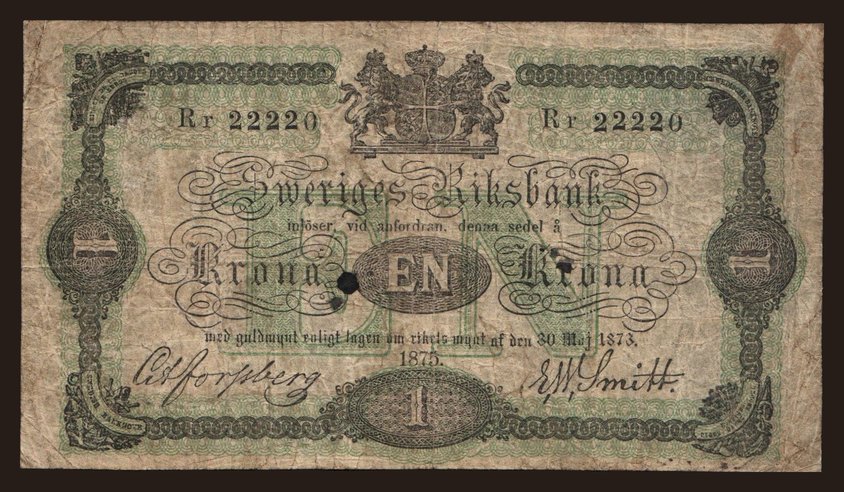 Rr 22220 Rr 22220
Sweriges Riksbank
inlöser, vid anfordran, denna sedel å
1 Krona EN Krona 1
med guldmynt enligt lagen om rikets mynt af den 30 Maj 1873.
1875.
E.W. Smitt.
1